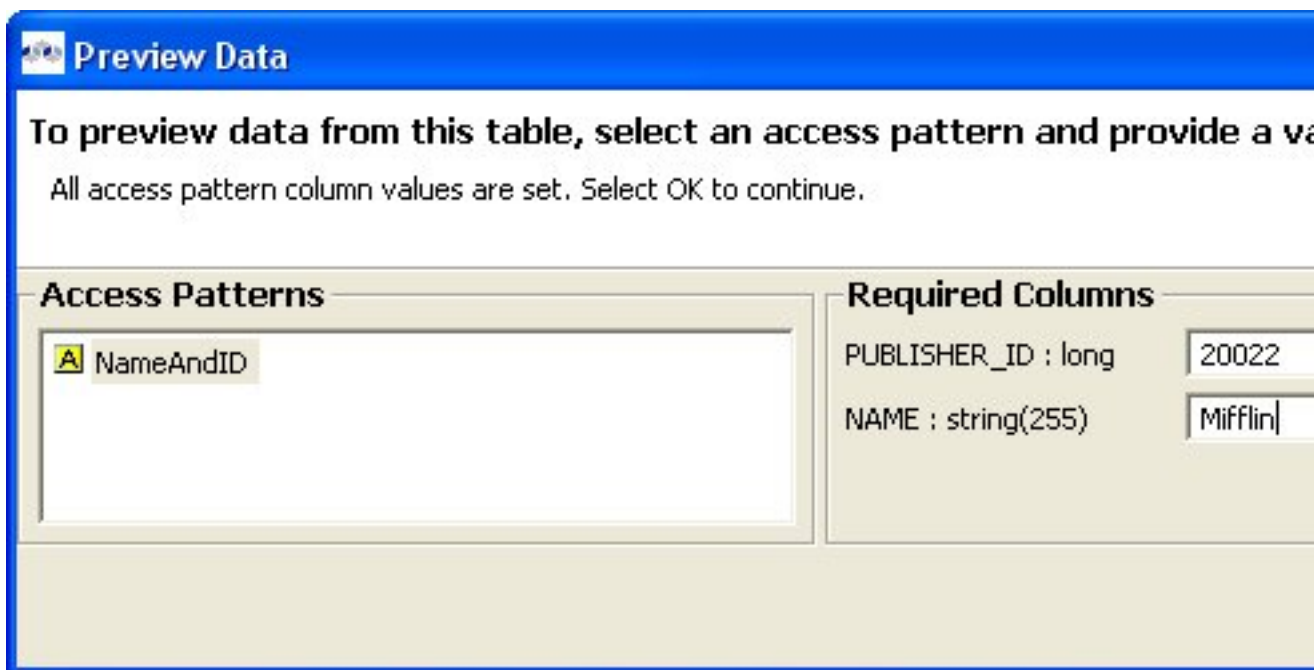 Preview Data
To preview data from this table, select an access pattern and provide a
All access pattern column values are set. Select OK to continue.
Access Patterns
Required Columns
A NameAndID
PUBLISHER_ID : long
20022
NAME : string(255)
Mifflin